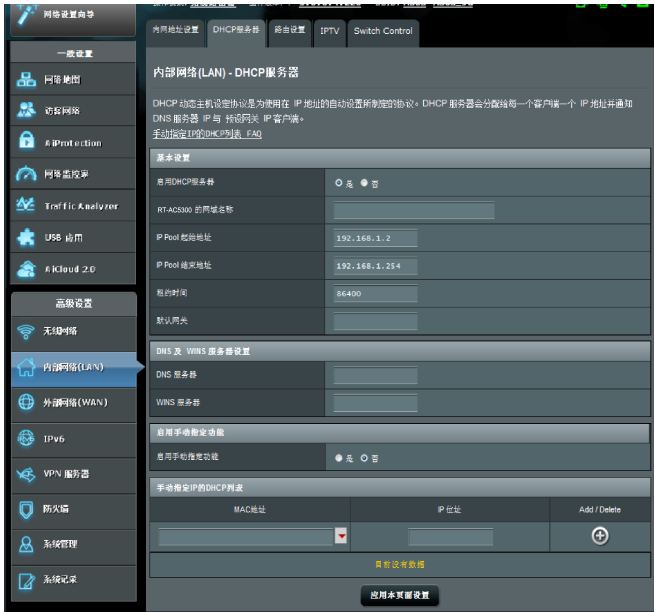 网络设置向导
一般设置
网络地图
访客网络
AiProtection
网络监控家
Traffic Analyzer
USB 应用
AiCloud 2.0
高级设置
无线网络
内部网络(LAN)
外部网络(WAN)
IPv6
VPN 服务器
防火墙
系统管理
系统记录
内网地址设置 DHCP服务器 路由设置 IPTV Switch Control
内部网络(LAN) - DHCP服务器
DHCP 动态主机设定协议是为使用在 IP 地址的自动设置所制定的协议。DHCP 服务器会分配给每一个客户端一个 IP 地址并通知
DNS 服务器 IP 与 预设网关 IP 客户端。
手动指定IP的DHCP列表 FAQ
基本设置
启用DHCP服务器 是 否
RT-AC5300 的网域名称
IP Pool 起始地址 192.168.1.2
IP Pool 结束地址 192.168.1.254
租约时间 86400
默认网关
DNS 及 WINS 服务器设置
DNS 服务器
WINS 服务器
启用手动指定功能
启用手动指定功能 是 否
手动指定IP的DHCP列表
MAC地址 IP 位址 Add / Delete
目前没有数据
应用本页面设置